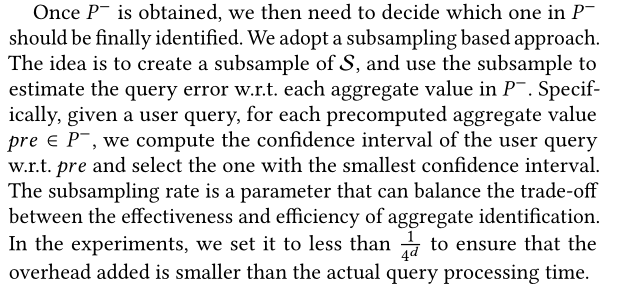 Once P⁻ is obtained, we then need to decide which one in P⁻
should be finally identified. We adopt a subsampling based approach.
The idea is to create a subsample of 𝒮, and use the subsample to
estimate the query error w.r.t. each aggregate value in P⁻. Specif-
ically, given a user query, for each precomputed aggregate value
pre ∈ P⁻, we compute the confidence interval of the user query
w.r.t. pre and select the one with the smallest confidence interval.
The subsampling rate is a parameter that can balance the trade-off
between the effectiveness and efficiency of aggregate identification.
In the experiments, we set it to less than 1/4^d to ensure that the
overhead added is smaller than the actual query processing time.